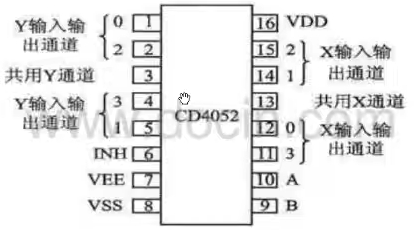 Y输入输出通道 0 1 16 VDD
2 2 15 2 X输入输出通道
共用Y通道 3 14 1
Y输入输出通道 3 4 13 共用X通道
1 5 CD4052 12 0 X输入输出通道
INH 6 11 3
VEE 7 10 A
VSS 8 9 B
www.docin.com